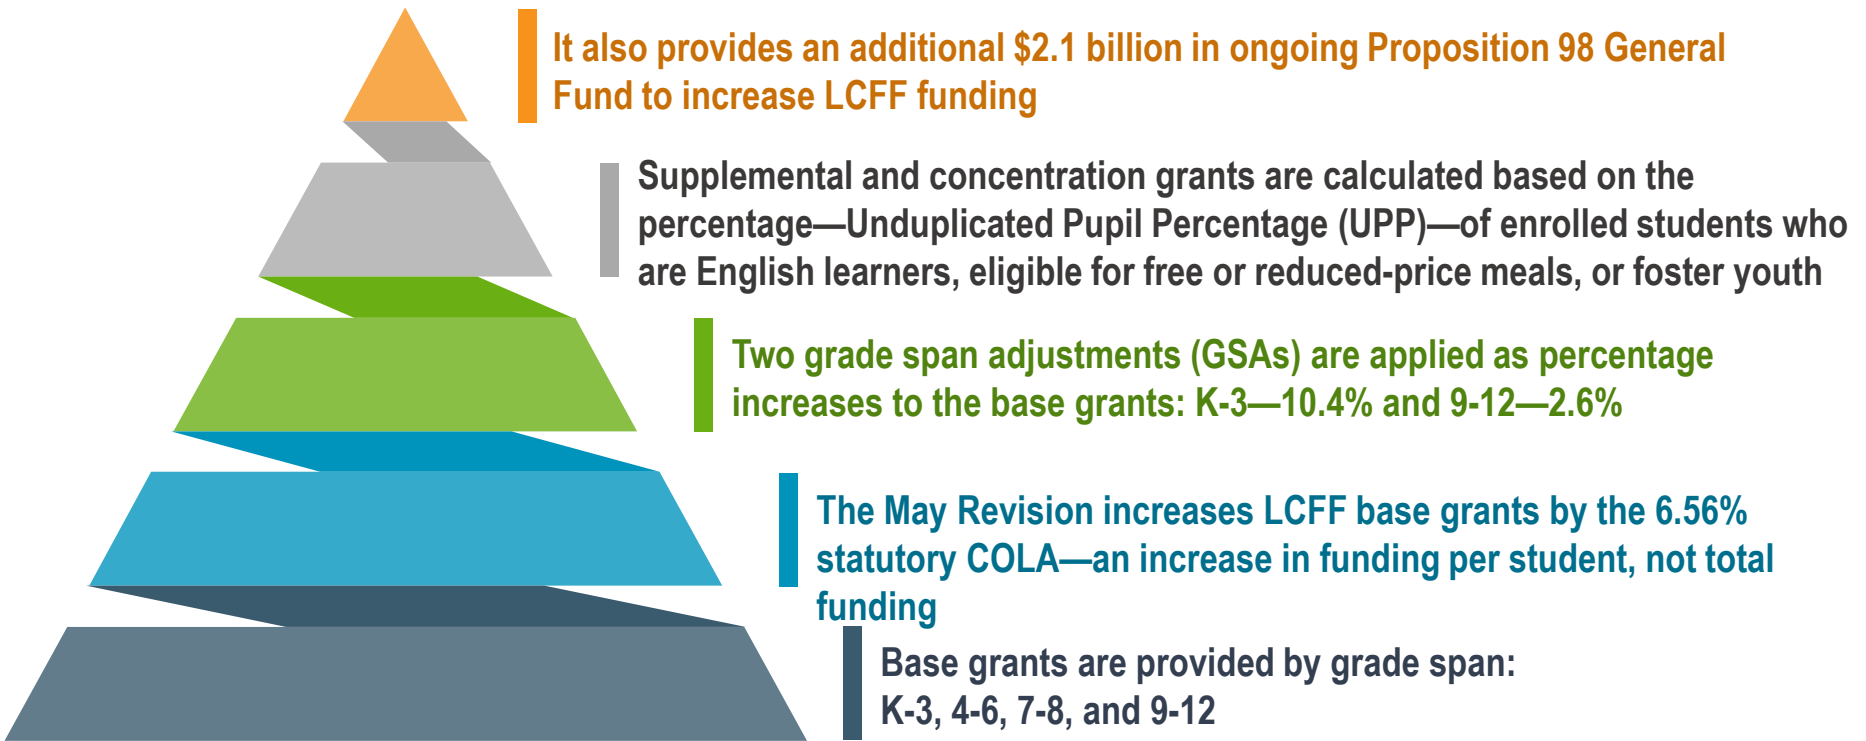 It also provides an additional $2.1 billion in ongoing Proposition 98 General
Fund to increase LCFF funding
Supplemental and concentration grants are calculated based on the
percentage—Unduplicated Pupil Percentage (UPP)—of enrolled students who
are English learners, eligible for free or reduced-price meals, or foster youth
Two grade span adjustments (GSAs) are applied as percentage
increases to the base grants: K-3—10.4% and 9-12—2.6%
The May Revision increases LCFF base grants by the 6.56%
statutory COLA—an increase in funding per student, not total
funding
Base grants are provided by grade span:
K-3, 4-6, 7-8, and 9-12